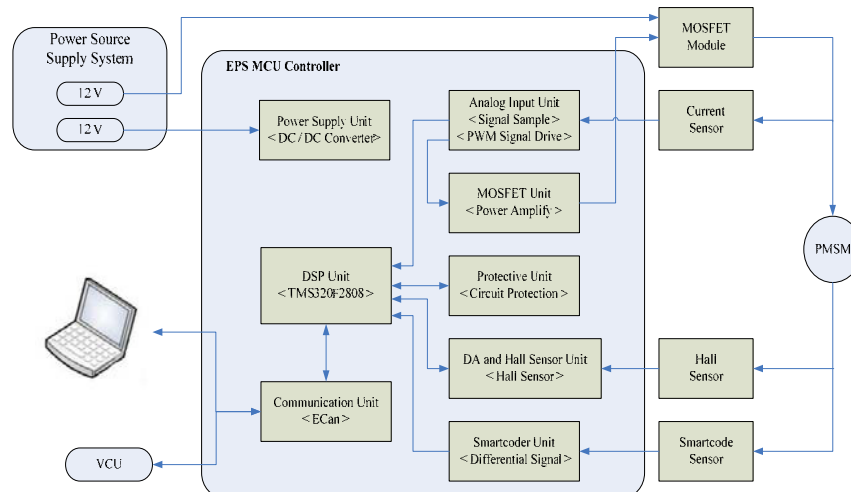 Power Source
Supply System
12 V
12 V
EPS MCU Controller
Power Supply Unit
<DC / DC Converter>
Analog Input Unit
<Signal Sample>
<PWM Signal Drive>
MOSFET Unit
<Power Amplify>
MOSFET
Module
Current
Sensor
PMSM
DSP Unit
<TMS320F2808>
Protective Unit
<Circuit Protection>
DA and Hall Sensor Unit
<Hall Sensor>
Hall
Sensor
Communication Unit
<ECan>
Smartcoder Unit
<Differential Signal>
Smartcode
Sensor
VCU